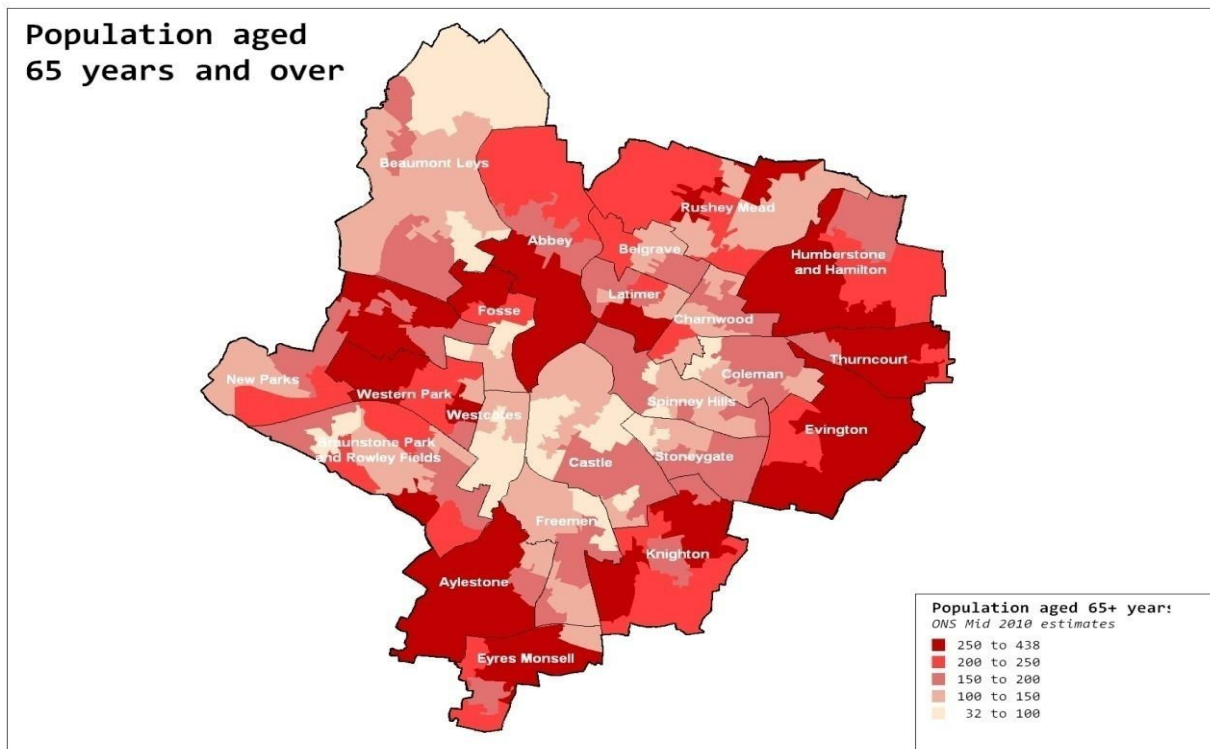 Population aged
65 years and over
Beaumont Leys
Rushey Mead
Abbey
Belgrave
Humberstone
and Hamilton
Latimer
Fosse
Charnwood
Thurncourt
New Parks
Coleman
Western Park
Spinney Hills
Westcotes
Evington
Braunstone Park
and Rowley Fields
Castle
Stoneygate
Freemen
Knighton
Aylestone
Eyres Monsell
Population aged 65+ years
ONS Mid 2010 estimates
250 to 438
200 to 250
150 to 200
100 to 150
32 to 100